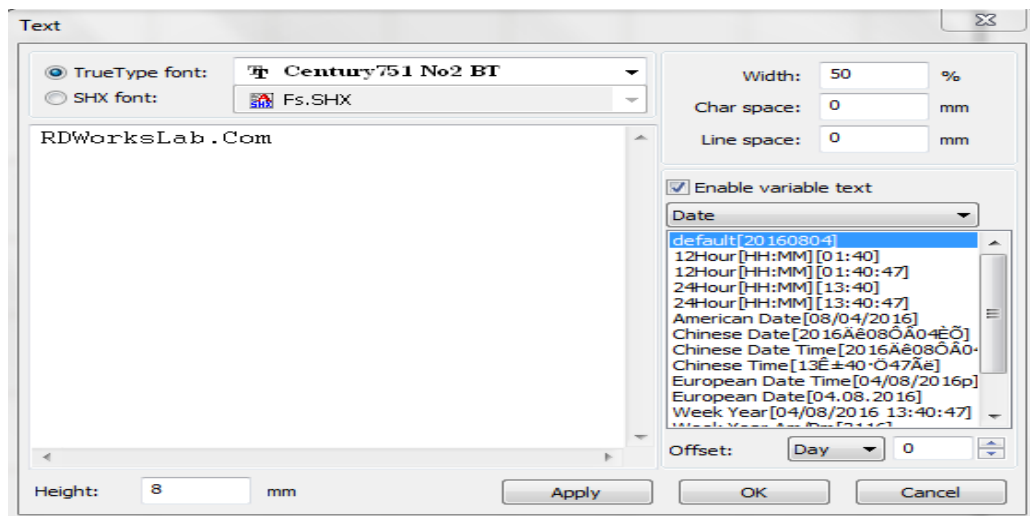 Text
TrueType font: Century751 No2 BT
SHX font: Fs.SHX
RDWorksLab.Com
Width: 50 %
Char space: 0 mm
Line space: 0 mm
Enable variable text
Date
default[20160804]
12Hour[HH:MM][01:40]
12Hour[HH:MM][01:40:47]
24Hour[HH:MM][13:40]
24Hour[HH:MM][13:40:47]
American Date[08/04/2016]
Chinese Date[2016Äê08ÔÂ04ÈÕ]
Chinese Date Time[2016Äê08ÔÂ0
Chinese Time[13ʱ40·Ö47Ãë]
European Date Time[04/08/2016p]
European Date[04.08.2016]
Week Year[04/08/2016 13:40:47]
Offset: Day 0
Height: 8 mm
Apply OK Cancel